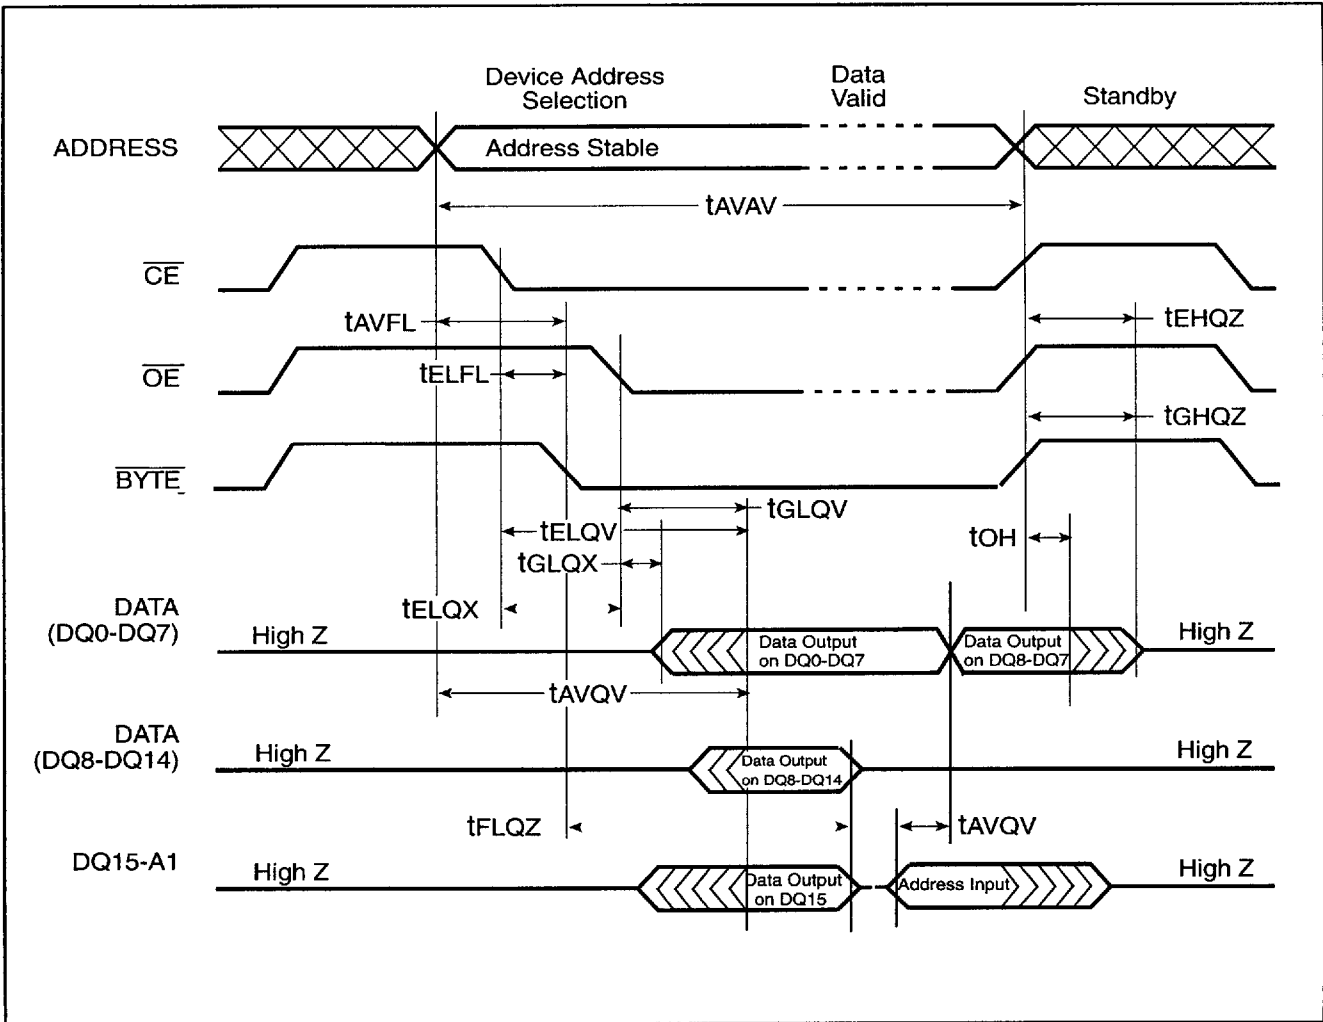 Device Address
Selection
Data
Valid
Standby
ADDRESS
Address Stable
tAVAV
CE
tAVFL
tEHQZ
OE
tELFL
tGHQZ
BYTE
tGLQV
tELQV
tOH
tGLQX
DATA
(DQ0-DQ7)
tELQX
High Z
Data Output
on DQ0-DQ7
Data Output
on DQ8-DQ7
High Z
tAVQV
DATA
(DQ8-DQ14)
High Z
Data Output
on DQ8-DQ14
High Z
tFLQZ
tAVQV
DQ15-A1
High Z
Data Output
on DQ15
Address Input
High Z